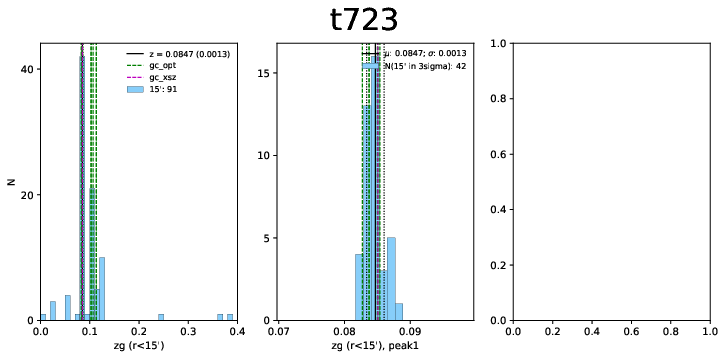 t723
z = 0.0847 (0.0013)
gc_opt
gc_xsz
15': 91
N
0
20
40
0.0 0.1 0.2 0.3 0.4
zg (r<15')
μ: 0.0847; σ: 0.0013
N(15' in 3sigma): 42
0
5
10
15
0.07 0.08 0.09
zg (r<15'), peak1
1.0
0.8
0.6
0.4
0.2
0.0
0.0 0.2 0.4 0.6 0.8 1.0